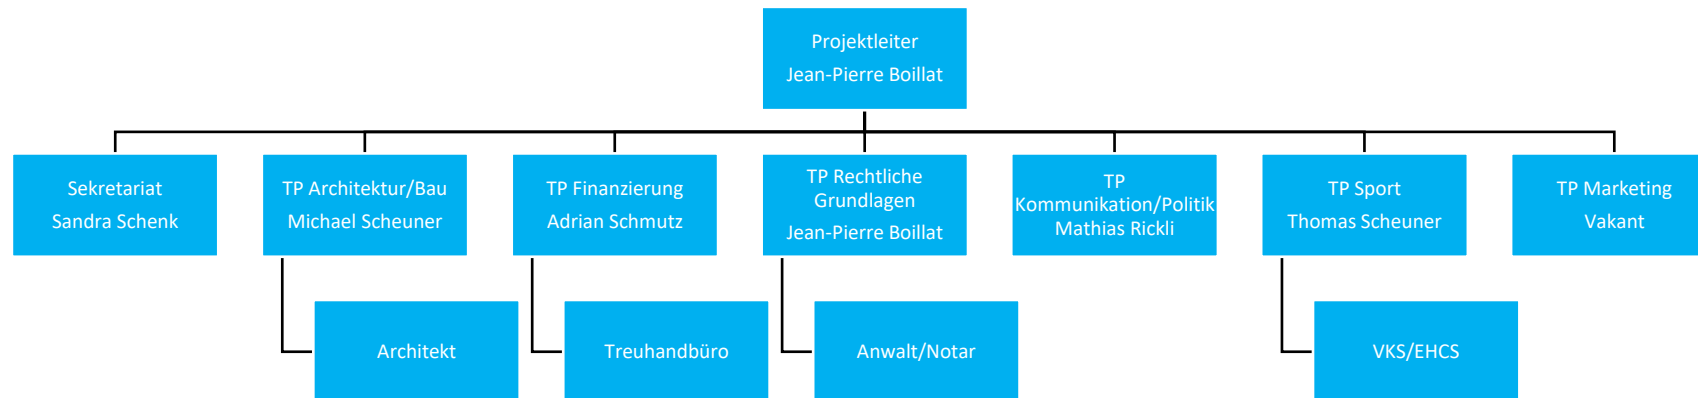 Projektleiter
Jean-Pierre Boillat
Sekretariat
Sandra Schenk
TP Architektur/Bau
Michael Scheuner
TP Finanzierung
Adrian Schmutz
TP Rechtliche
Grundlagen
Jean-Pierre Boillat
TP
Kommunikation/Politik
Mathias Rickli
TP Sport
Thomas Scheuner
TP Marketing
Vakant
Architekt
Treuhandbüro
Anwalt/Notar
VKS/EHCS